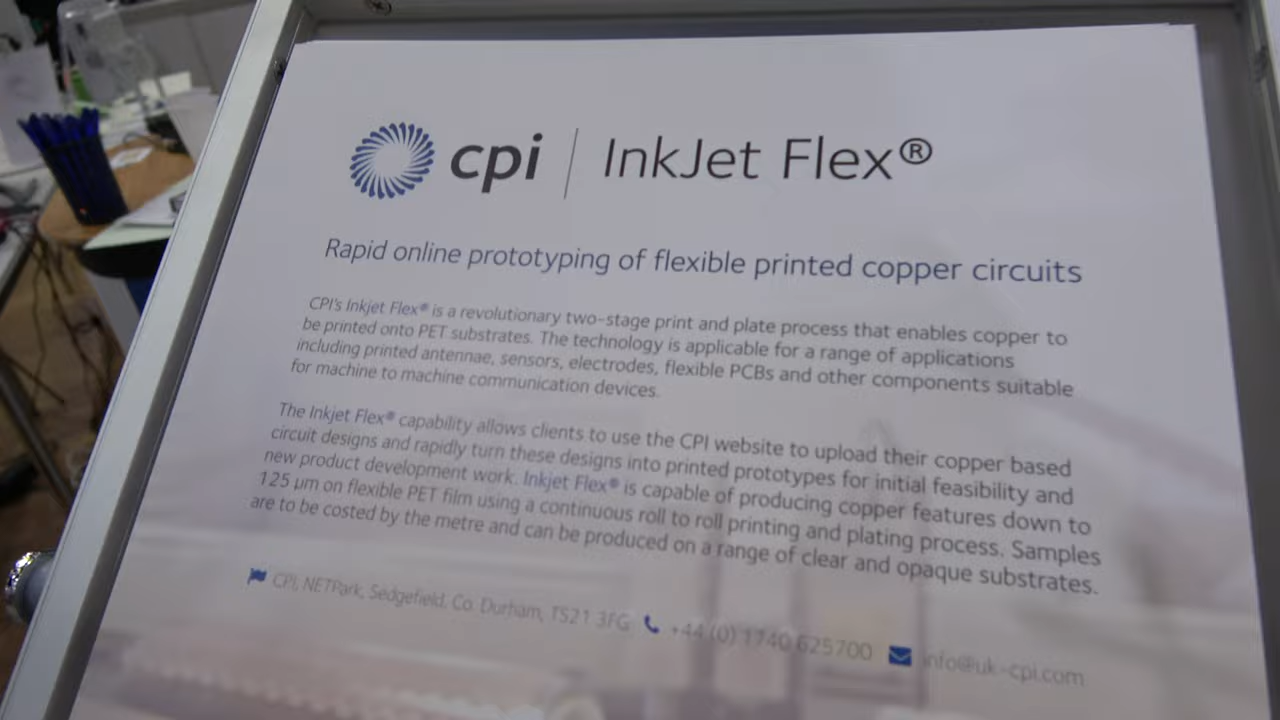 cpi | InkJet Flex®
Rapid online prototyping of flexible printed copper circuits
CPI's Inkjet Flex® is a revolutionary two-stage print and plate process that enables copper to
be printed onto PET substrates. The technology is applicable for a range of applications
including printed antennae, sensors, electrodes, flexible PCBs and other components suitable
for machine to machine communication devices.
The Inkjet Flex® capability allows clients to use the CPI website to upload their copper based
circuit designs and rapidly turn these designs into printed prototypes for initial feasibility and
new product development work. Inkjet Flex® is capable of producing copper features down to
125 µm on flexible PET film using a continuous roll to roll printing and plating process. Samples
are to be costed by the metre and can be produced on a range of clear and opaque substrates.
CPI, NETPark, Sedgefield, Co. Durham, TS21 3FG +44 (0) 1740 625700 info@uk-cpi.com